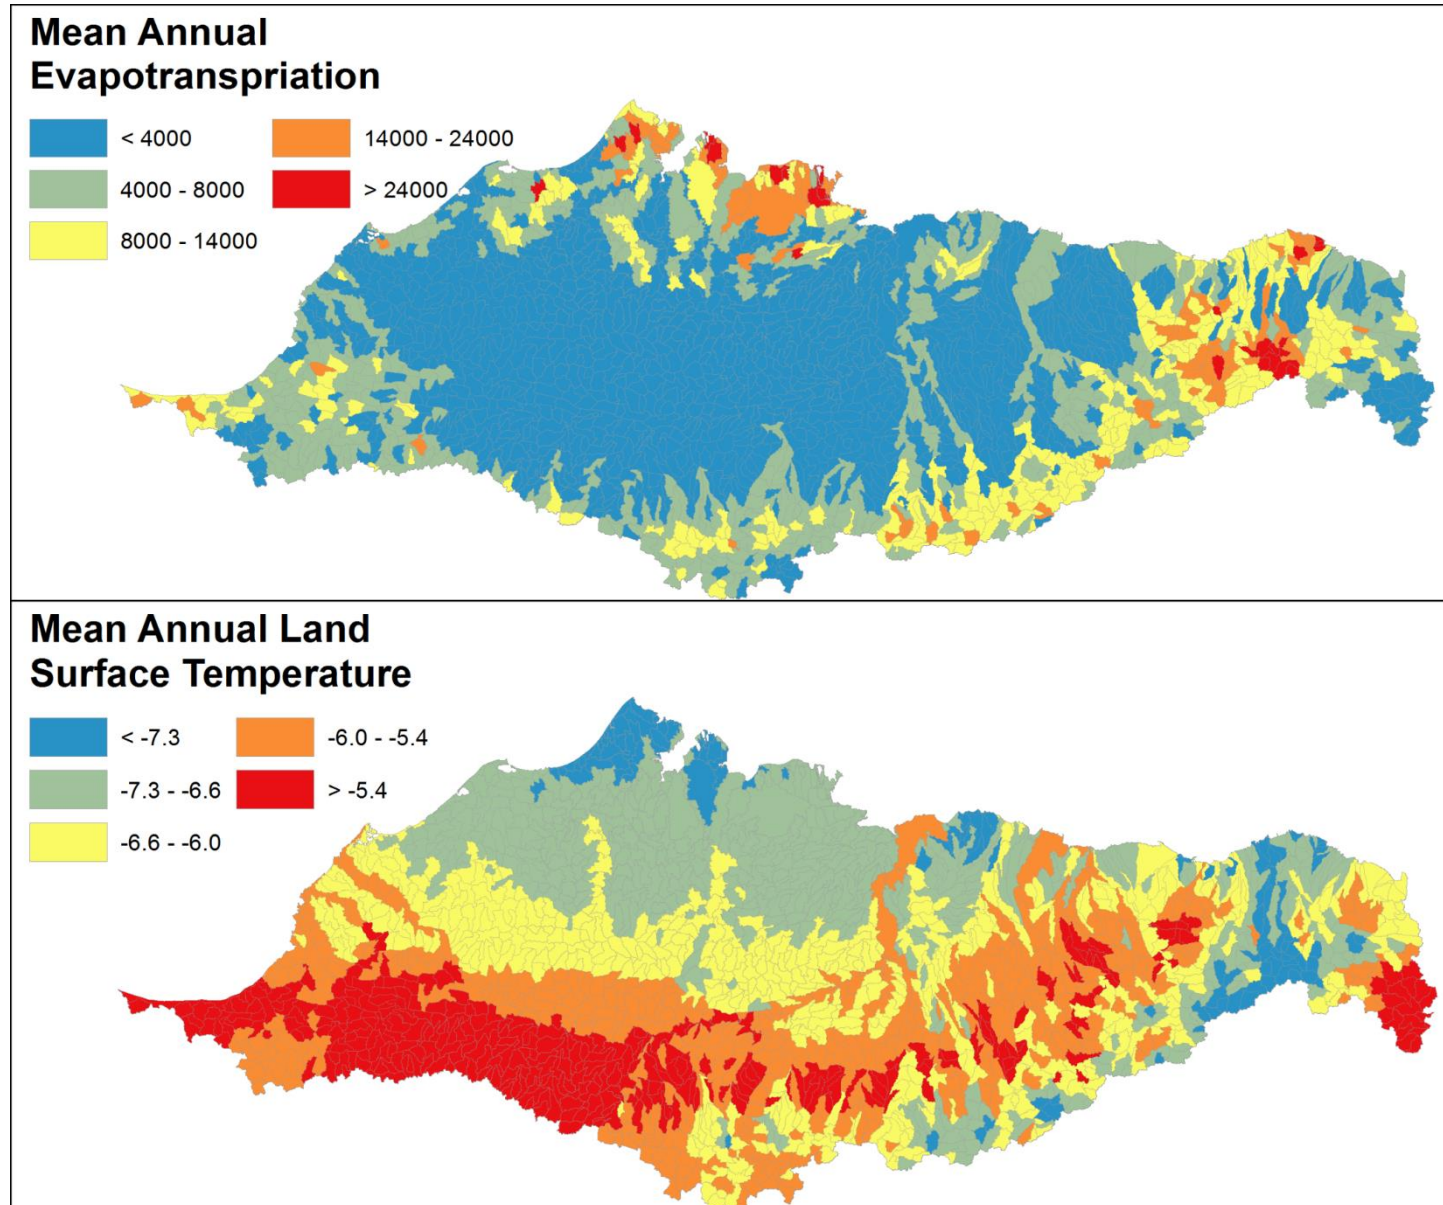 Mean Annual
Evapotranspriation
< 4000
14000 - 24000
4000 - 8000
> 24000
8000 - 14000
Mean Annual Land
Surface Temperature
< -7.3
-6.0 - -5.4
-7.3 - -6.6
> -5.4
-6.6 - -6.0